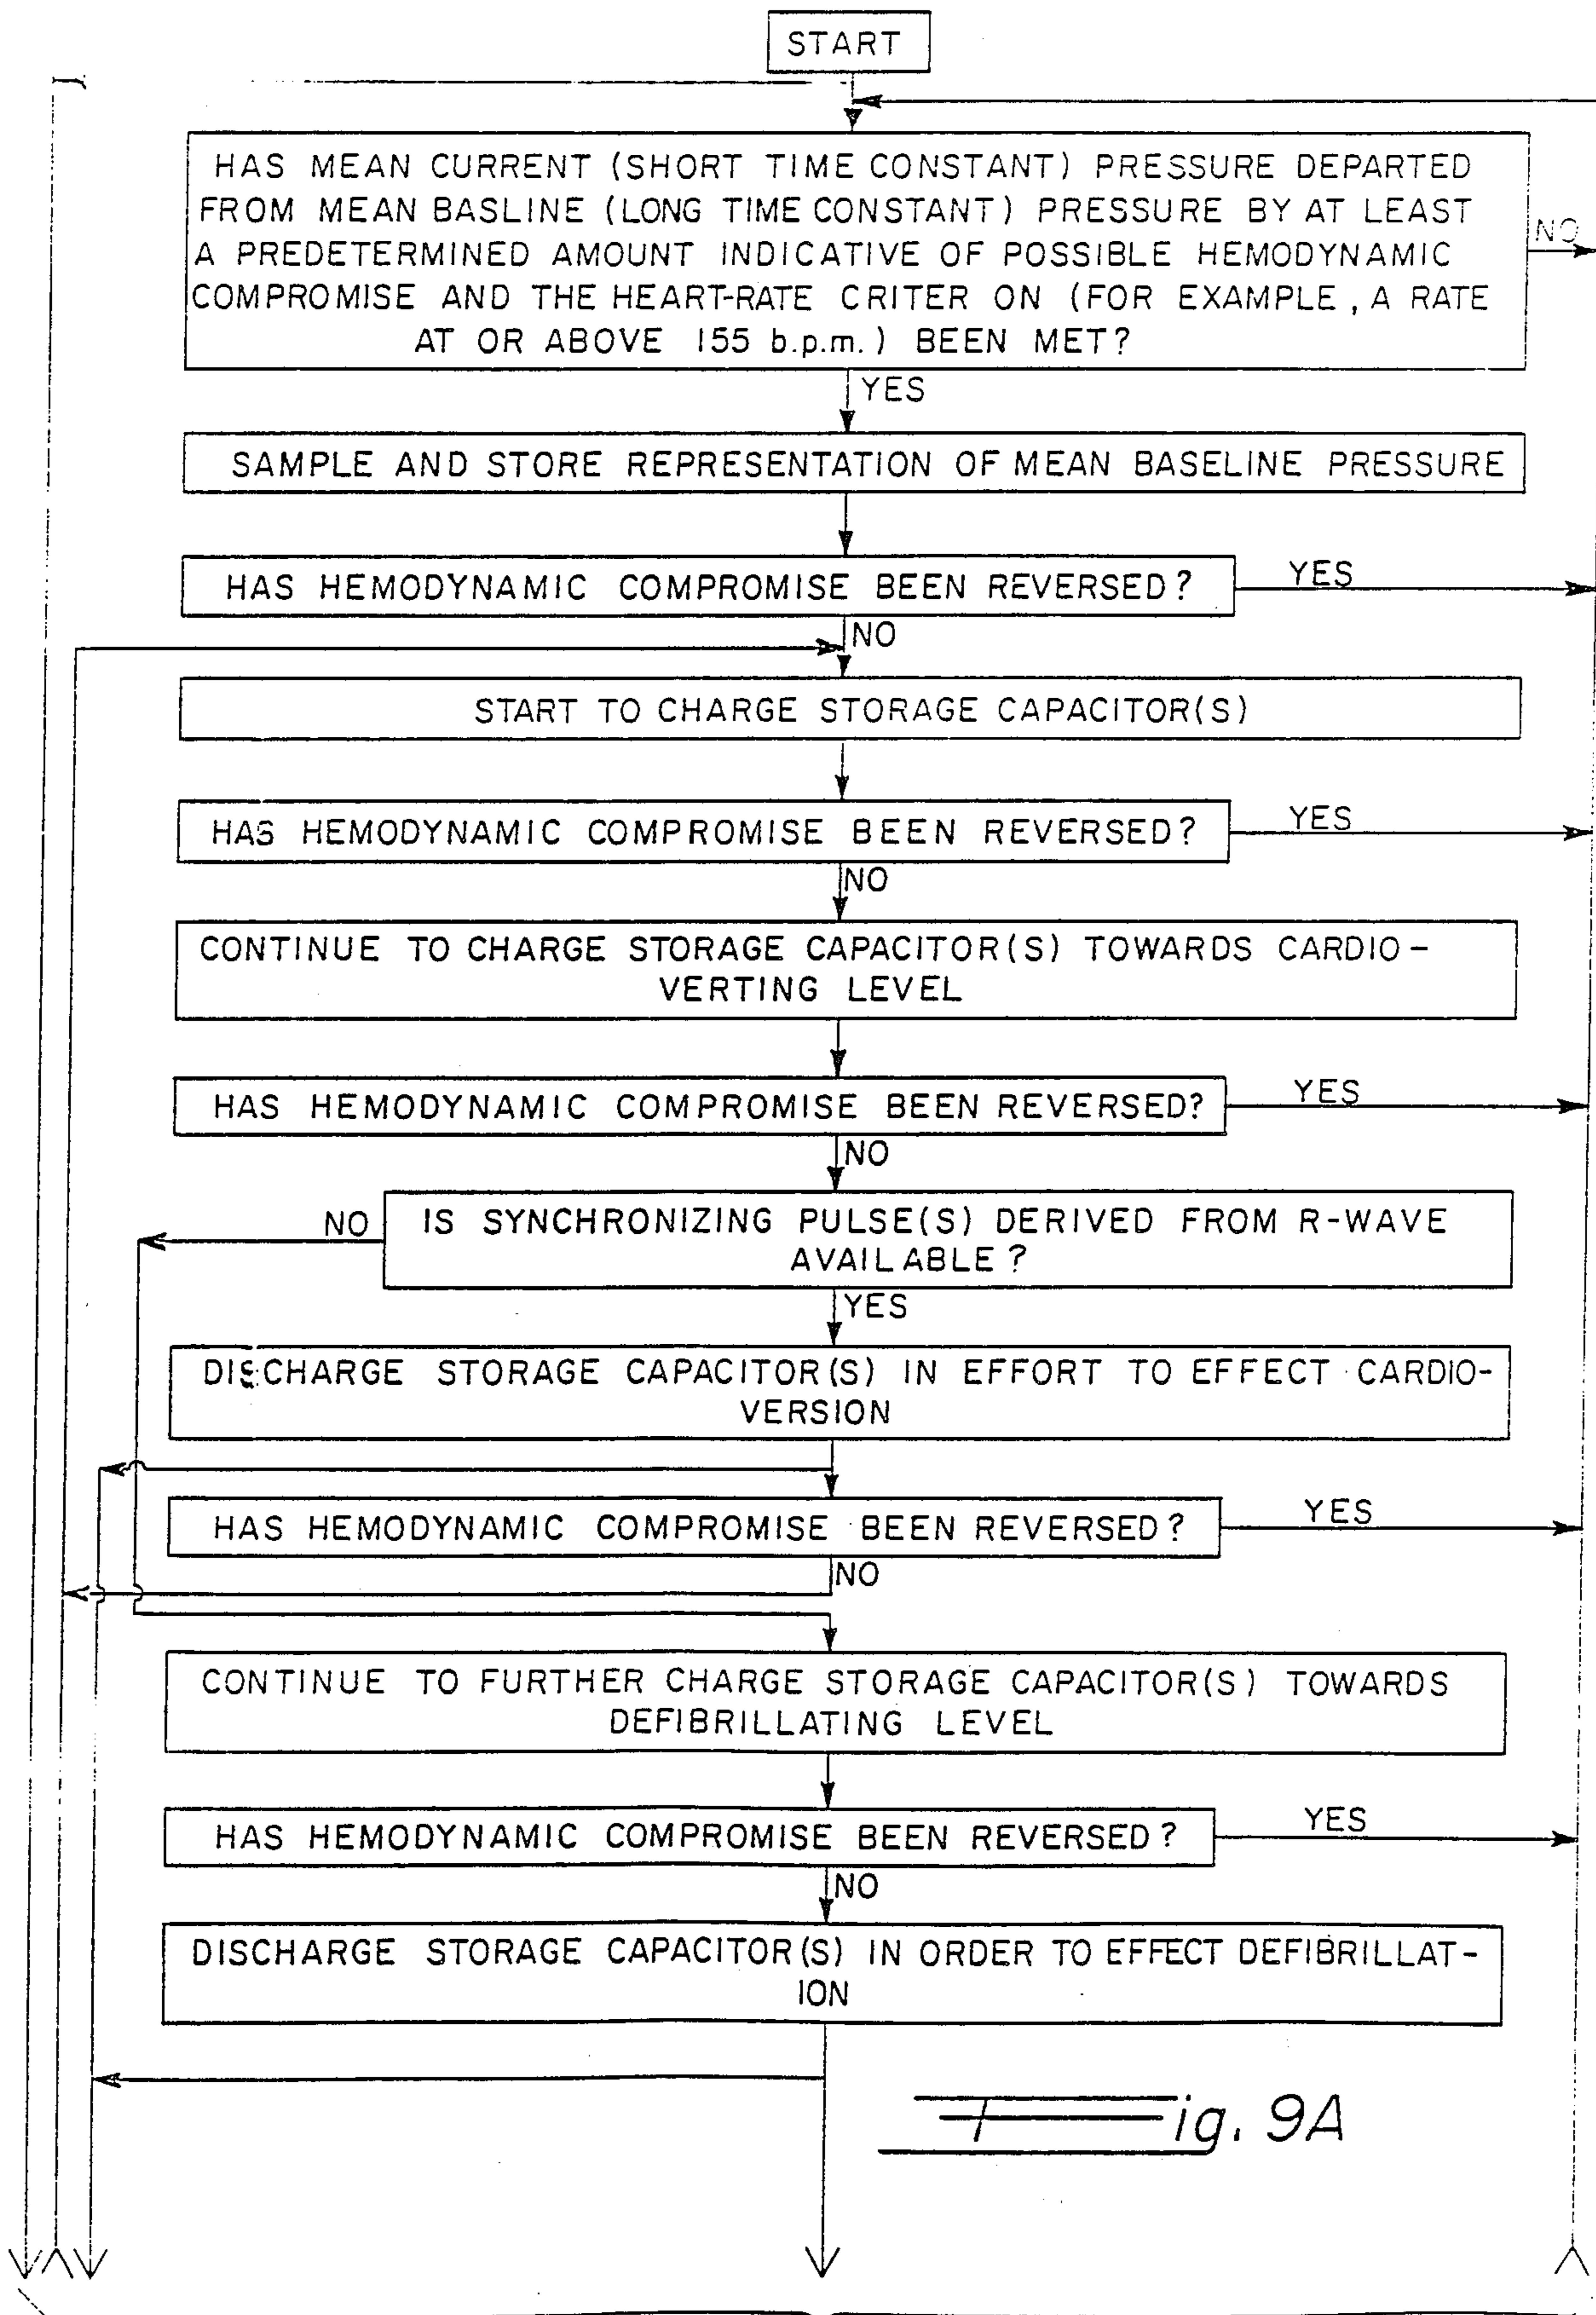 START
HAS MEAN CURRENT (SHORT TIME CONSTANT) PRESSURE DEPARTED
FROM MEAN BASLINE (LONG TIME CONSTANT) PRESSURE BY AT LEAST
A PREDETERMINED AMOUNT INDICATIVE OF POSSIBLE HEMODYNAMIC
COMPROMISE AND THE HEART-RATE CRITER ON (FOR EXAMPLE, A RATE
AT OR ABOVE 155 b.p.m.) BEEN MET?
NO
YES
SAMPLE AND STORE REPRESENTATION OF MEAN BASELINE PRESSURE
HAS HEMODYNAMIC COMPROMISE BEEN REVERSED?
YES
NO
START TO CHARGE STORAGE CAPACITOR(S)
HAS HEMODYNAMIC COMPROMISE BEEN REVERSED?
YES
NO
CONTINUE TO CHARGE STORAGE CAPACITOR(S) TOWARDS CARDIO-
VERTING LEVEL
HAS HEMODYNAMIC COMPROMISE BEEN REVERSED?
YES
NO
NO
IS SYNCHRONIZING PULSE(S) DERIVED FROM R-WAVE
AVAILABLE?
YES
DISCHARGE STORAGE CAPACITOR(S) IN EFFORT TO EFFECT CARDIO-
VERSION
HAS HEMODYNAMIC COMPROMISE BEEN REVERSED?
YES
NO
CONTINUE TO FURTHER CHARGE STORAGE CAPACITOR(S) TOWARDS
DEFIBRILLATING LEVEL
HAS HEMODYNAMIC COMPROMISE BEEN REVERSED?
YES
NO
DISCHARGE STORAGE CAPACITOR(S) IN ORDER TO EFFECT DEFIBRILLAT-
ION
Fig. 9A